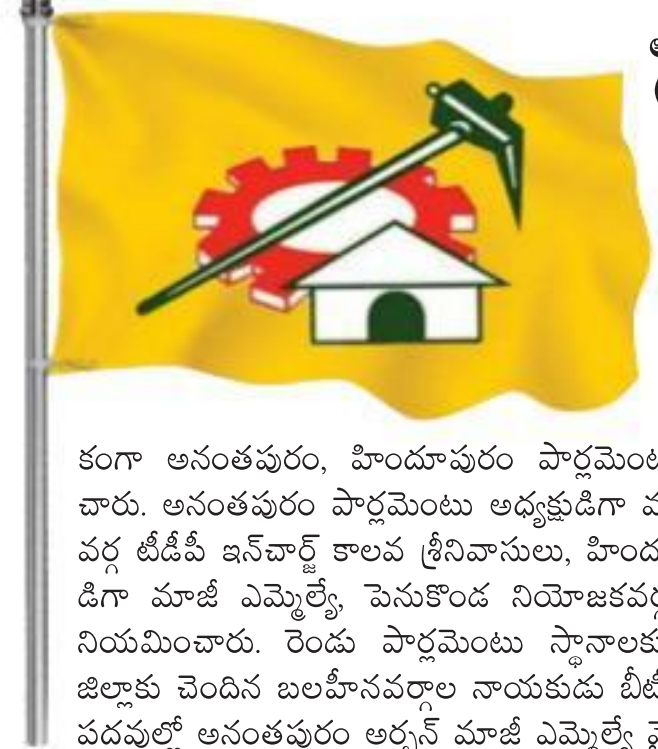 కంగా అనంతపురం, హిందూపురం పార్లమెంట
చారు. అనంతపురం పార్లమెంటు అధ్యక్షుడిగా
వర్గ టీడీపీ ఇన్‌చార్జ్ కాలవ శ్రీనివాసులు, హింద
డిగా మాజీ ఎమ్మెల్యే, పెనుకొండ నియోజకవర్గ
నియమించారు. రెండు పార్లమెంటు స్థానాలకు
జిల్లాకు చెందిన బలహీనవర్గాల నాయకుడు బీటీ
పదవుల్లో అనంతపురం అర్బన్ మాజీ ఎమ్మెల్యే